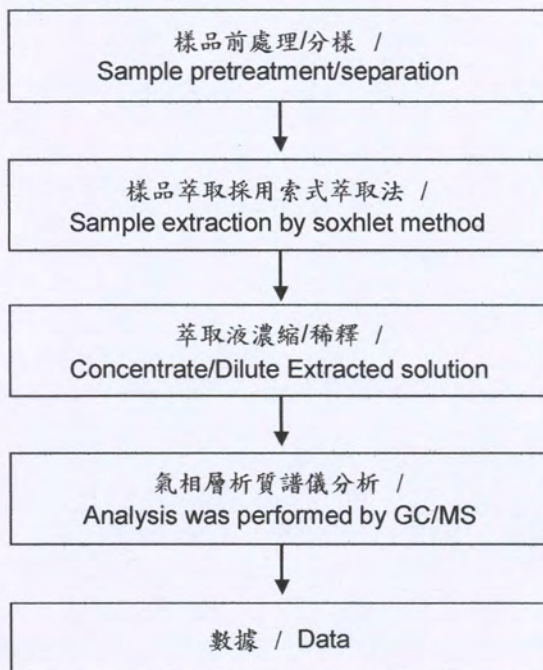 樣品前處理/分樣 /
Sample pretreatment/separation
樣品萃取採用索式萃取法 /
Sample extraction by soxhlet method
萃取液濃縮/稀釋 /
Concentrate/Dilute Extracted solution
氣相層析質譜儀分析 /
Analysis was performed by GC/MS
數據 / Data